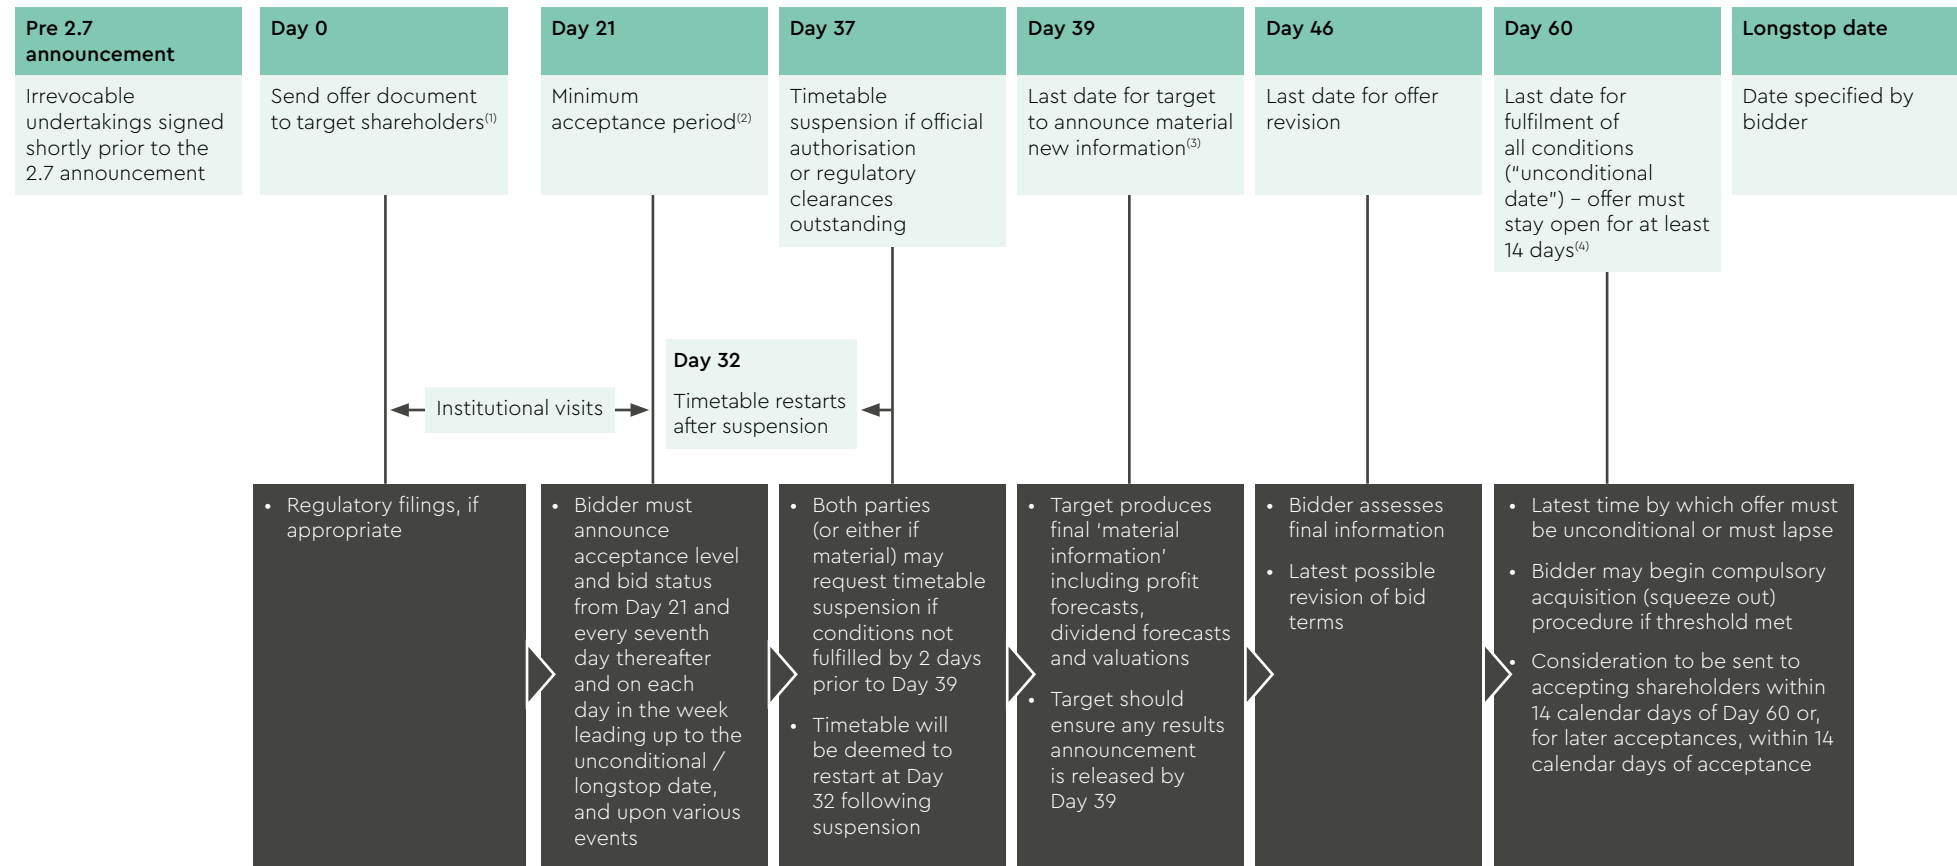 Pre 2.7
announcement
Irrevocable
undertakings signed
shortly prior to the
2.7 announcement
Day 0
Send offer document
to target shareholders(1)
Day 21
Minimum
acceptance period(2)
Day 37
Timetable
suspension if official
authorisation
or regulatory
clearances
outstanding
Day 39
Last date for target
to announce material
new information(3)
Day 46
Last date for offer
revision
Day 60
Last date for
fulfilment of
all conditions
(“unconditional
date”) – offer must
stay open for at least
14 days(4)
Longstop date
Date specified by
bidder
Institutional visits
Day 32
Timetable restarts
after suspension
• Regulatory filings, if
appropriate
• Bidder must
announce
acceptance level
and bid status
from Day 21 and
every seventh
day thereafter
and on each
day in the week
leading up to the
unconditional /
longstop date,
and upon various
events
• Both parties
(or either if
material) may
request timetable
suspension if
conditions not
fulfilled by 2 days
prior to Day 39
• Timetable will
be deemed to
restart at Day
32 following
suspension
• Target produces
final ‘material
information’
including profit
forecasts,
dividend forecasts
and valuations
• Target should
ensure any results
announcement
is released by
Day 39
• Bidder assesses
final information
• Latest possible
revision of bid
terms
• Latest time by which offer must
be unconditional or must lapse
• Bidder may begin compulsory
acquisition (squeeze out)
procedure if threshold met
• Consideration to be sent to
accepting shareholders within
14 calendar days of Day 60 or,
for later acceptances, within 14
calendar days of acceptance